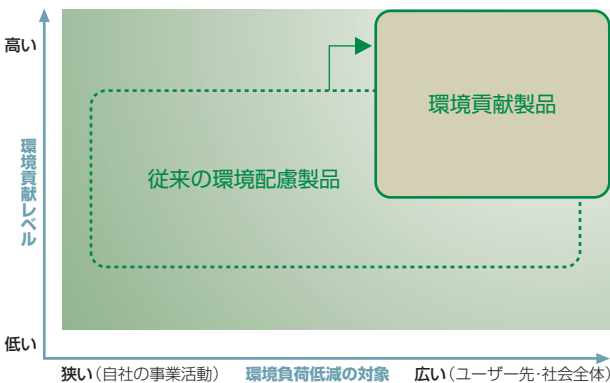 高い
環境貢献製品
従来の環境配慮製品
環境貢献レベル
低い
狭い（自社の事業活動） 環境負荷低減の対象 広い（ユーザー先・社会全体）